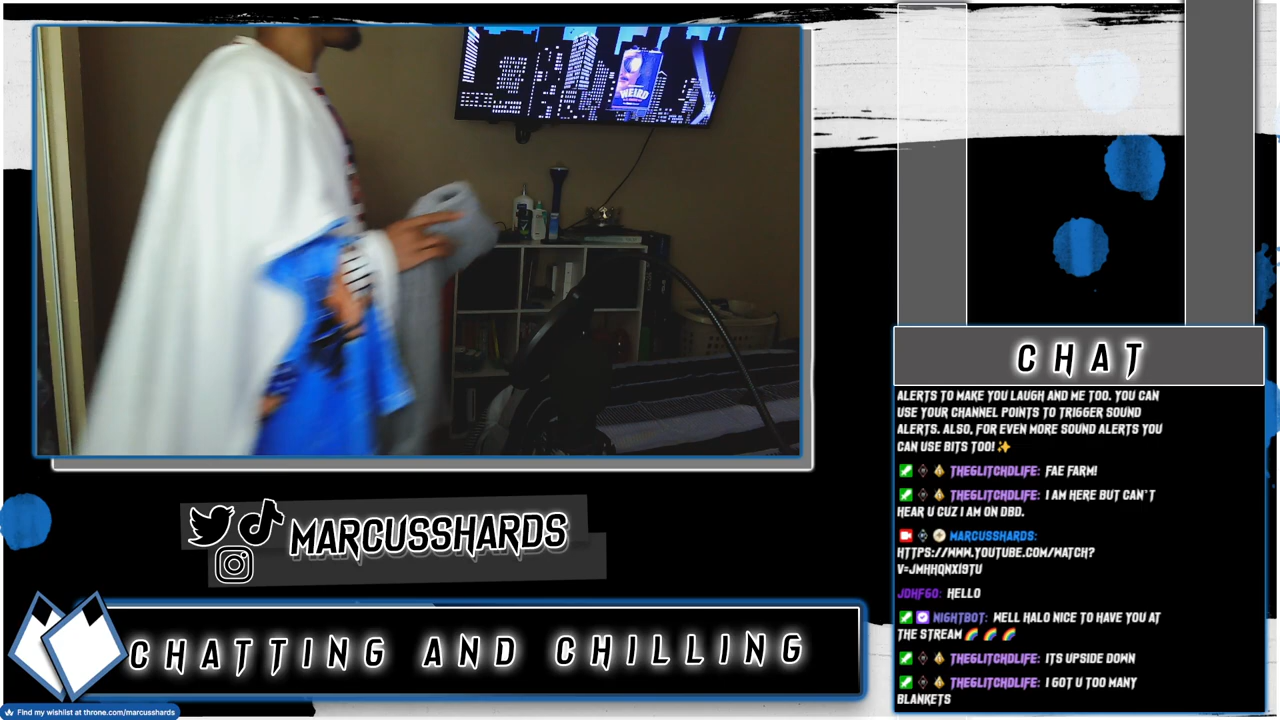 WEIRD
CHAT
ALERTS TO MAKE YOU LAUGH AND ME TOO. YOU CAN
USE YOUR CHANNEL POINTS TO TRIGGER SOUND
ALERTS. ALSO, FOR EVEN MORE SOUND ALERTS YOU
CAN USE BITS TOO!✨
THEGLITCHDLIFE: FAE FARM!
THEGLITCHDLIFE: I AM HERE BUT CAN'T
HEAR U CUZ I AM ON DBD.
MARCUSSHARDS:
HTTPS://WWW.YOUTUBE.COM/WATCH?
V=JMHHQNXI9TU
JDHF60: HELLO
NIGHTBOT: WELL HALO NICE TO HAVE YOU AT
THE STREAM 🌈 🌈 🌈
THEGLITCHDLIFE: ITS UPSIDE DOWN
THEGLITCHDLIFE: I GOT U TOO MANY
BLANKETS
MARCUSSHARDS
CHATTING AND CHILLING
Find my wishlist at throne.com/marcusshards